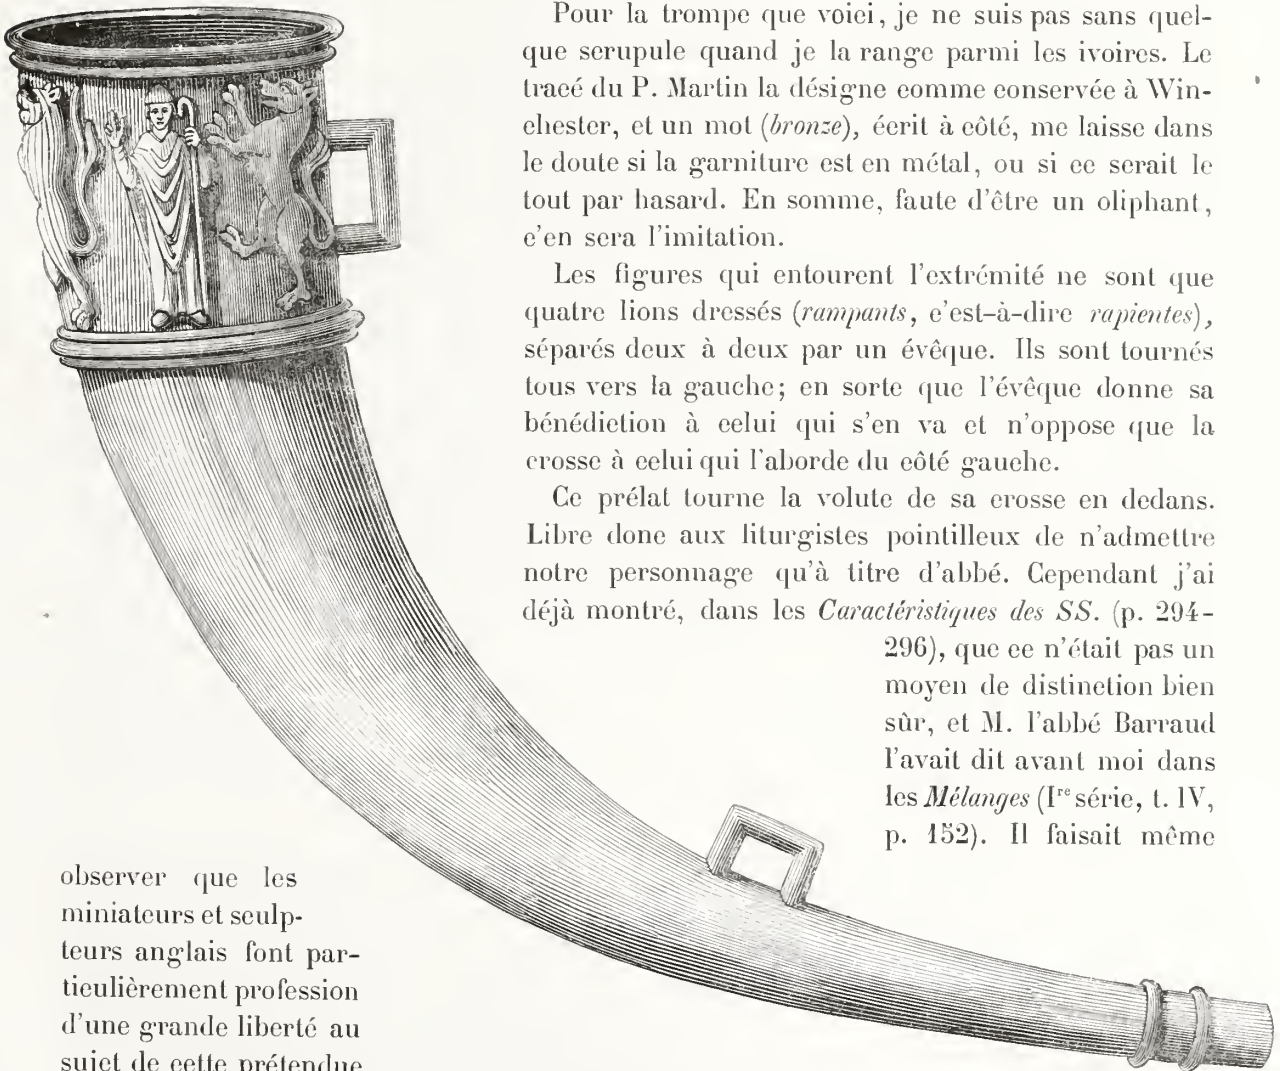 Pour la trompe que voici, je ne suis pas sans quel-
que scrupule quand je la range parmi les ivoires. Le
tracé du P. Martin la désigne comme conservée à Win-
chester, et un mot (bronze), écrit à côté, me laisse dans
le doute si la garniture est en métal, ou si ce serait le
tout par hasard. En somme, faute d'être un oliphant,
c'en sera l'imitation.
Les figures qui entourent l'extrémité ne sont que
quatre lions dressés (rampants, c'est-à-dire rapientes),
séparés deux à deux par un évêque. Ils sont tournés
tous vers la gauche; en sorte que l'évêque donne sa
bénédiction à celui qui s'en va et n'oppose que la
crosse à celui qui l'aborde du côté gauche.
Ce prélat tourne la volute de sa crosse en dedans.
Libre donc aux liturgistes pointilleux de n'admettre
notre personnage qu'à titre d'abbé. Cependant j'ai
déjà montré, dans les Caractéristiques des SS. (p. 294-
296), que ce n'était pas un
moyen de distinction bien
sûr, et M. l'abbé Barraud
l'avait dit avant moi dans
les Mélanges (Ire série, t. IV,
p. 152). Il faisait même
observer que les
miniateurs et sculp-
teurs anglais font par-
ticulièrement profession
d'une grande liberté au
sujet de cette prétendue